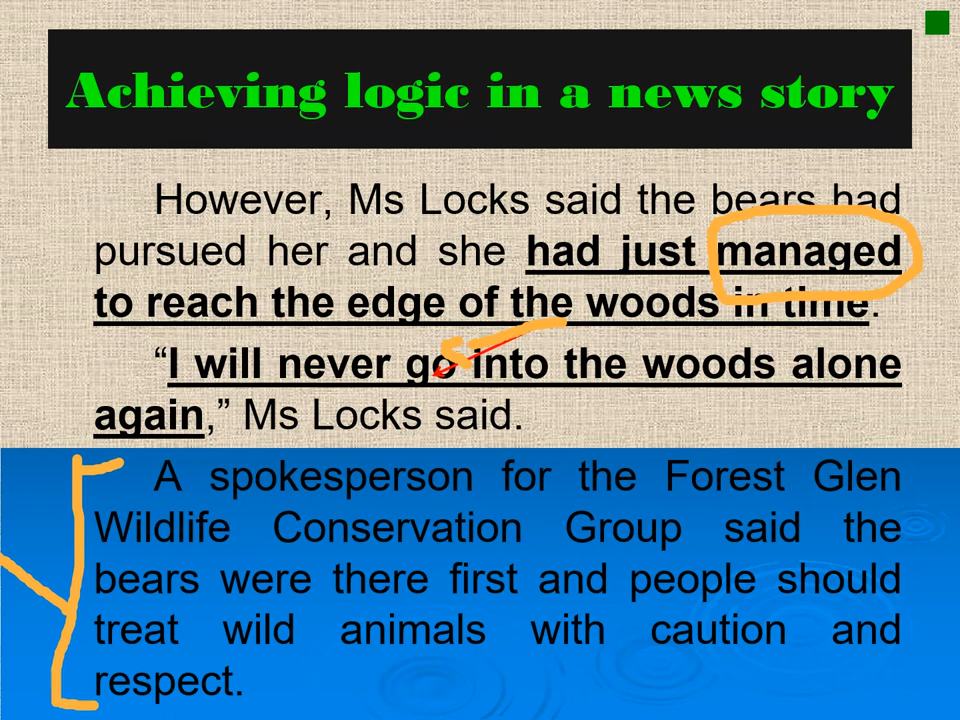 Achieving logic in a news story
However, Ms Locks said the bears had
pursued her and she had just managed
to reach the edge of the woods in time.
“I will never go into the woods alone
again,” Ms Locks said.
A spokesperson for the Forest Glen
Wildlife Conservation Group said the
bears were there first and people should
treat wild animals with caution and
respect.